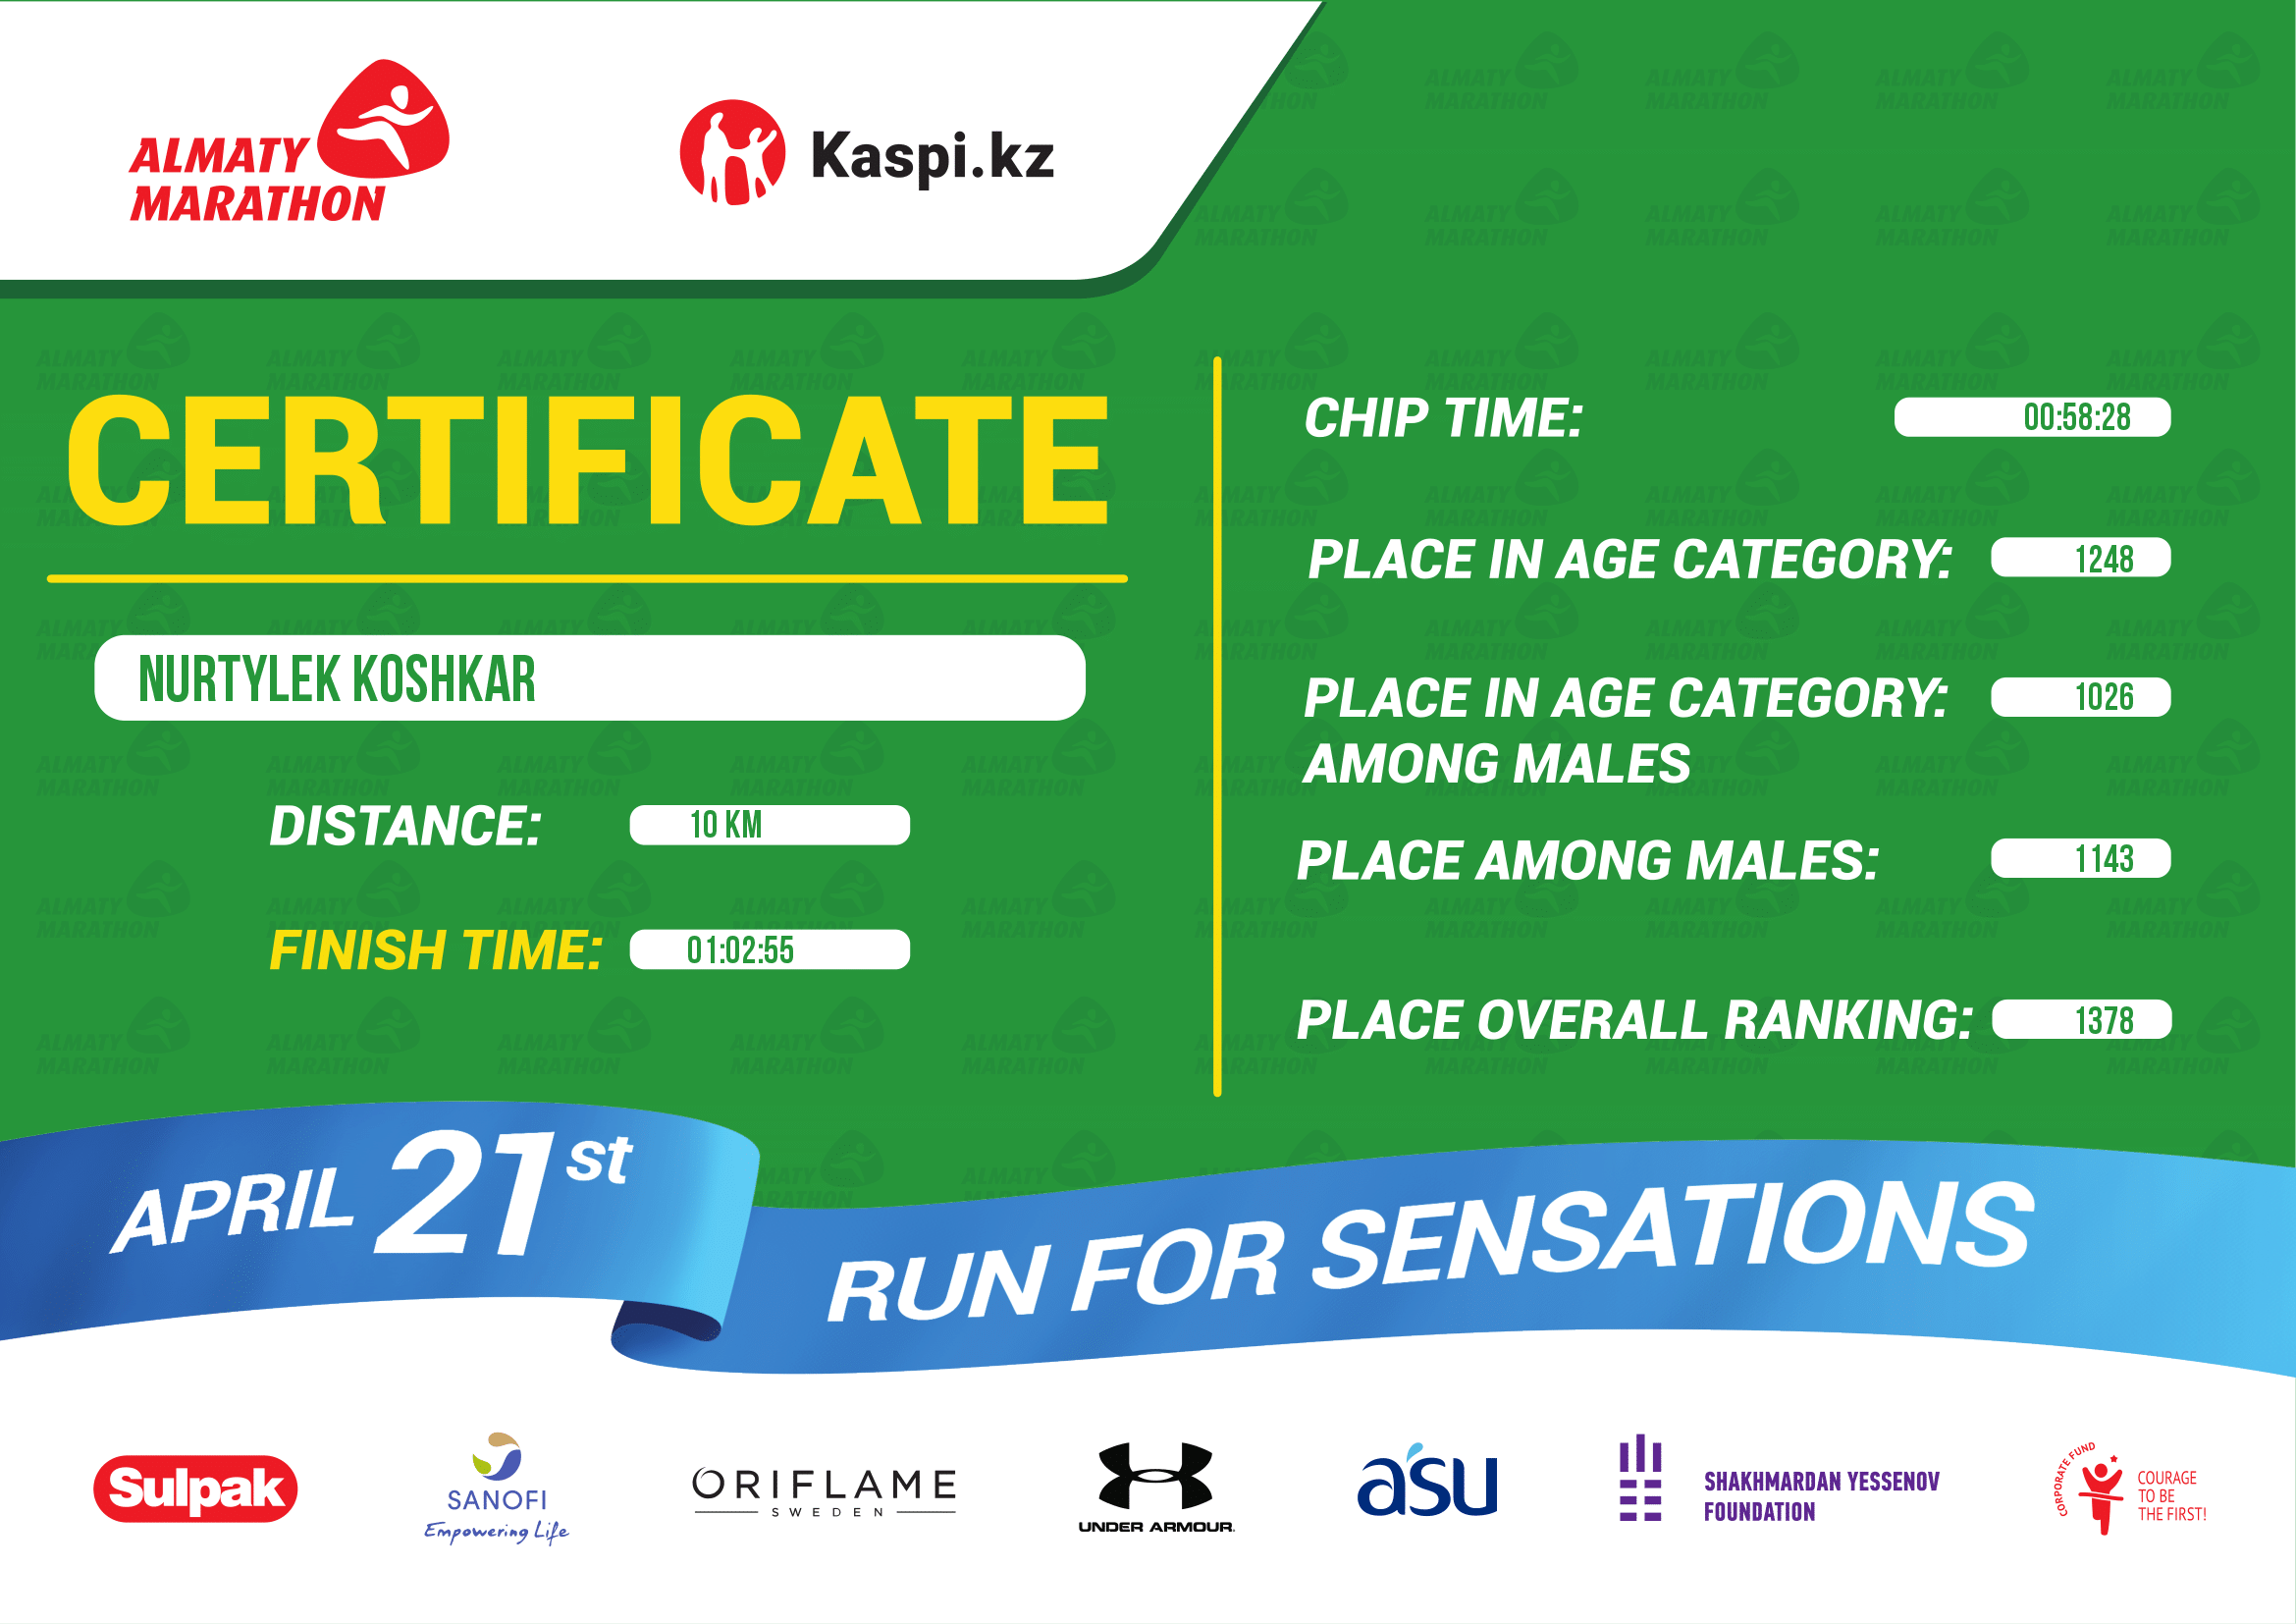 ALMATY
MARATHON
Kaspi.kz
CERTIFICATE
NURTYLEK KOSHKAR
DISTANCE: 10 KM
FINISH TIME: 01:02:55
CHIP TIME: 00:58:28
PLACE IN AGE CATEGORY: 1248
PLACE IN AGE CATEGORY: 1026
AMONG MALES
PLACE AMONG MALES: 1143
PLACE OVERALL RANKING: 1378
APRIL 21st
RUN FOR SENSATIONS
Sulpak
SANOFI
Empowering Life
ORIFLAME
SWEDEN
UNDER ARMOUR.
asu
SHAKHMARDAN YESSENOV
FOUNDATION
CORPORATE FUND
COURAGE
TO BE
THE FIRST!